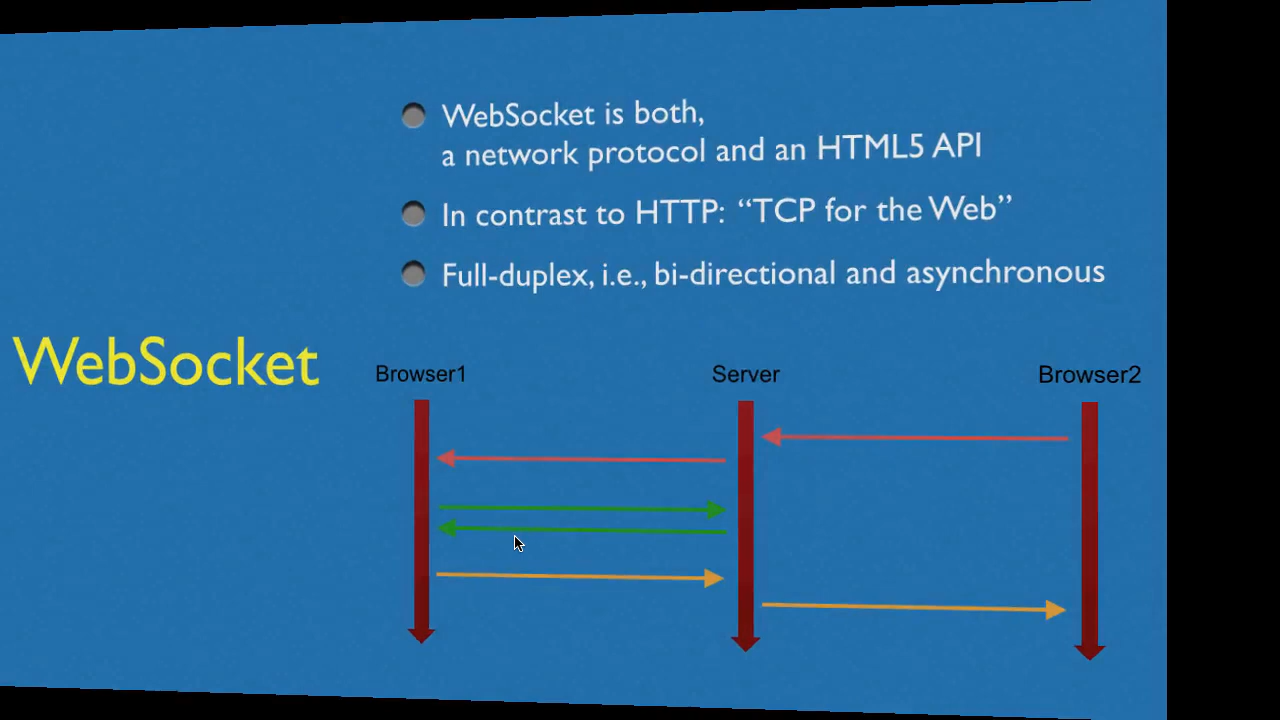 WebSocket is both,
a network protocol and an HTML5 API
In contrast to HTTP: “TCP for the Web”
Full-duplex, i.e., bi-directional and asynchronous
WebSocket
Browser1
Server
Browser2